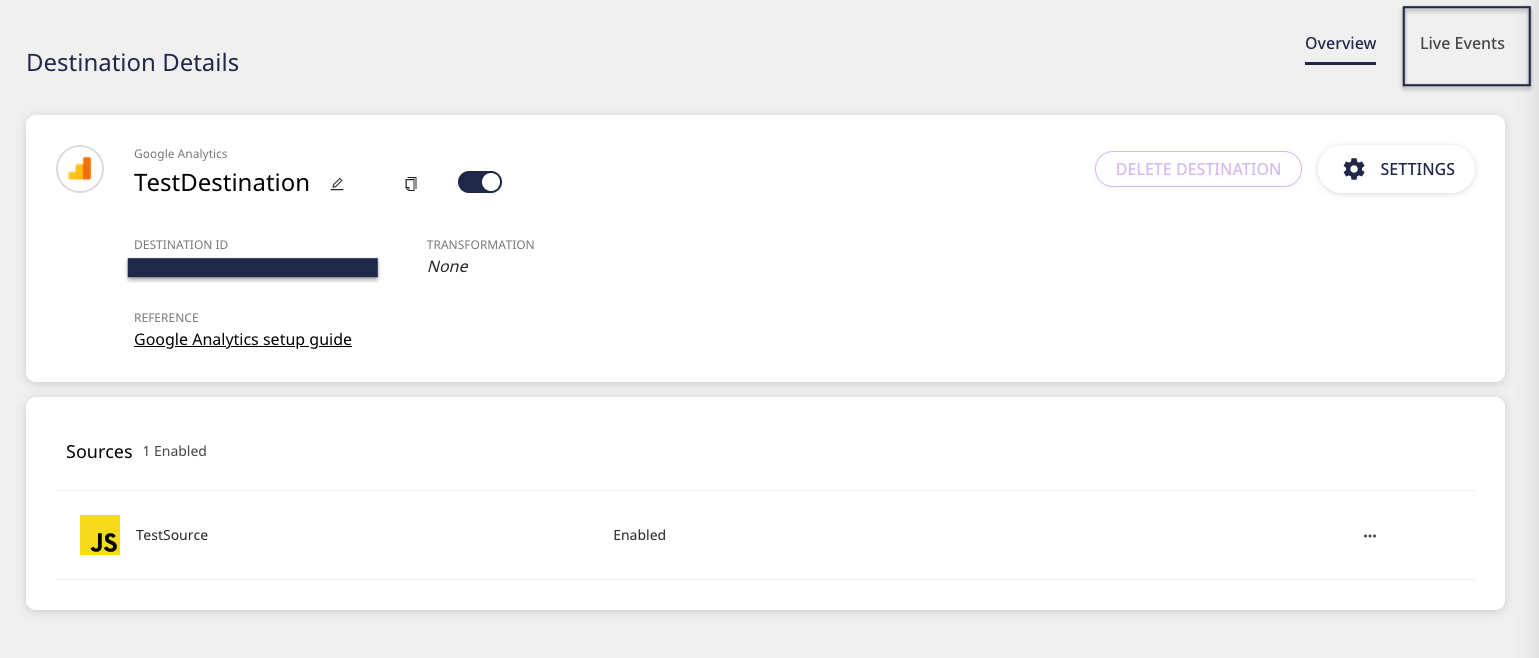 Overview
Live Events
Destination Details
Google Analytics
TestDestination
DELETE DESTINATION
SETTINGS
DESTINATION ID
TRANSFORMATION
None
REFERENCE
Google Analytics setup guide
Sources 1 Enabled
JS TestSource Enabled ...